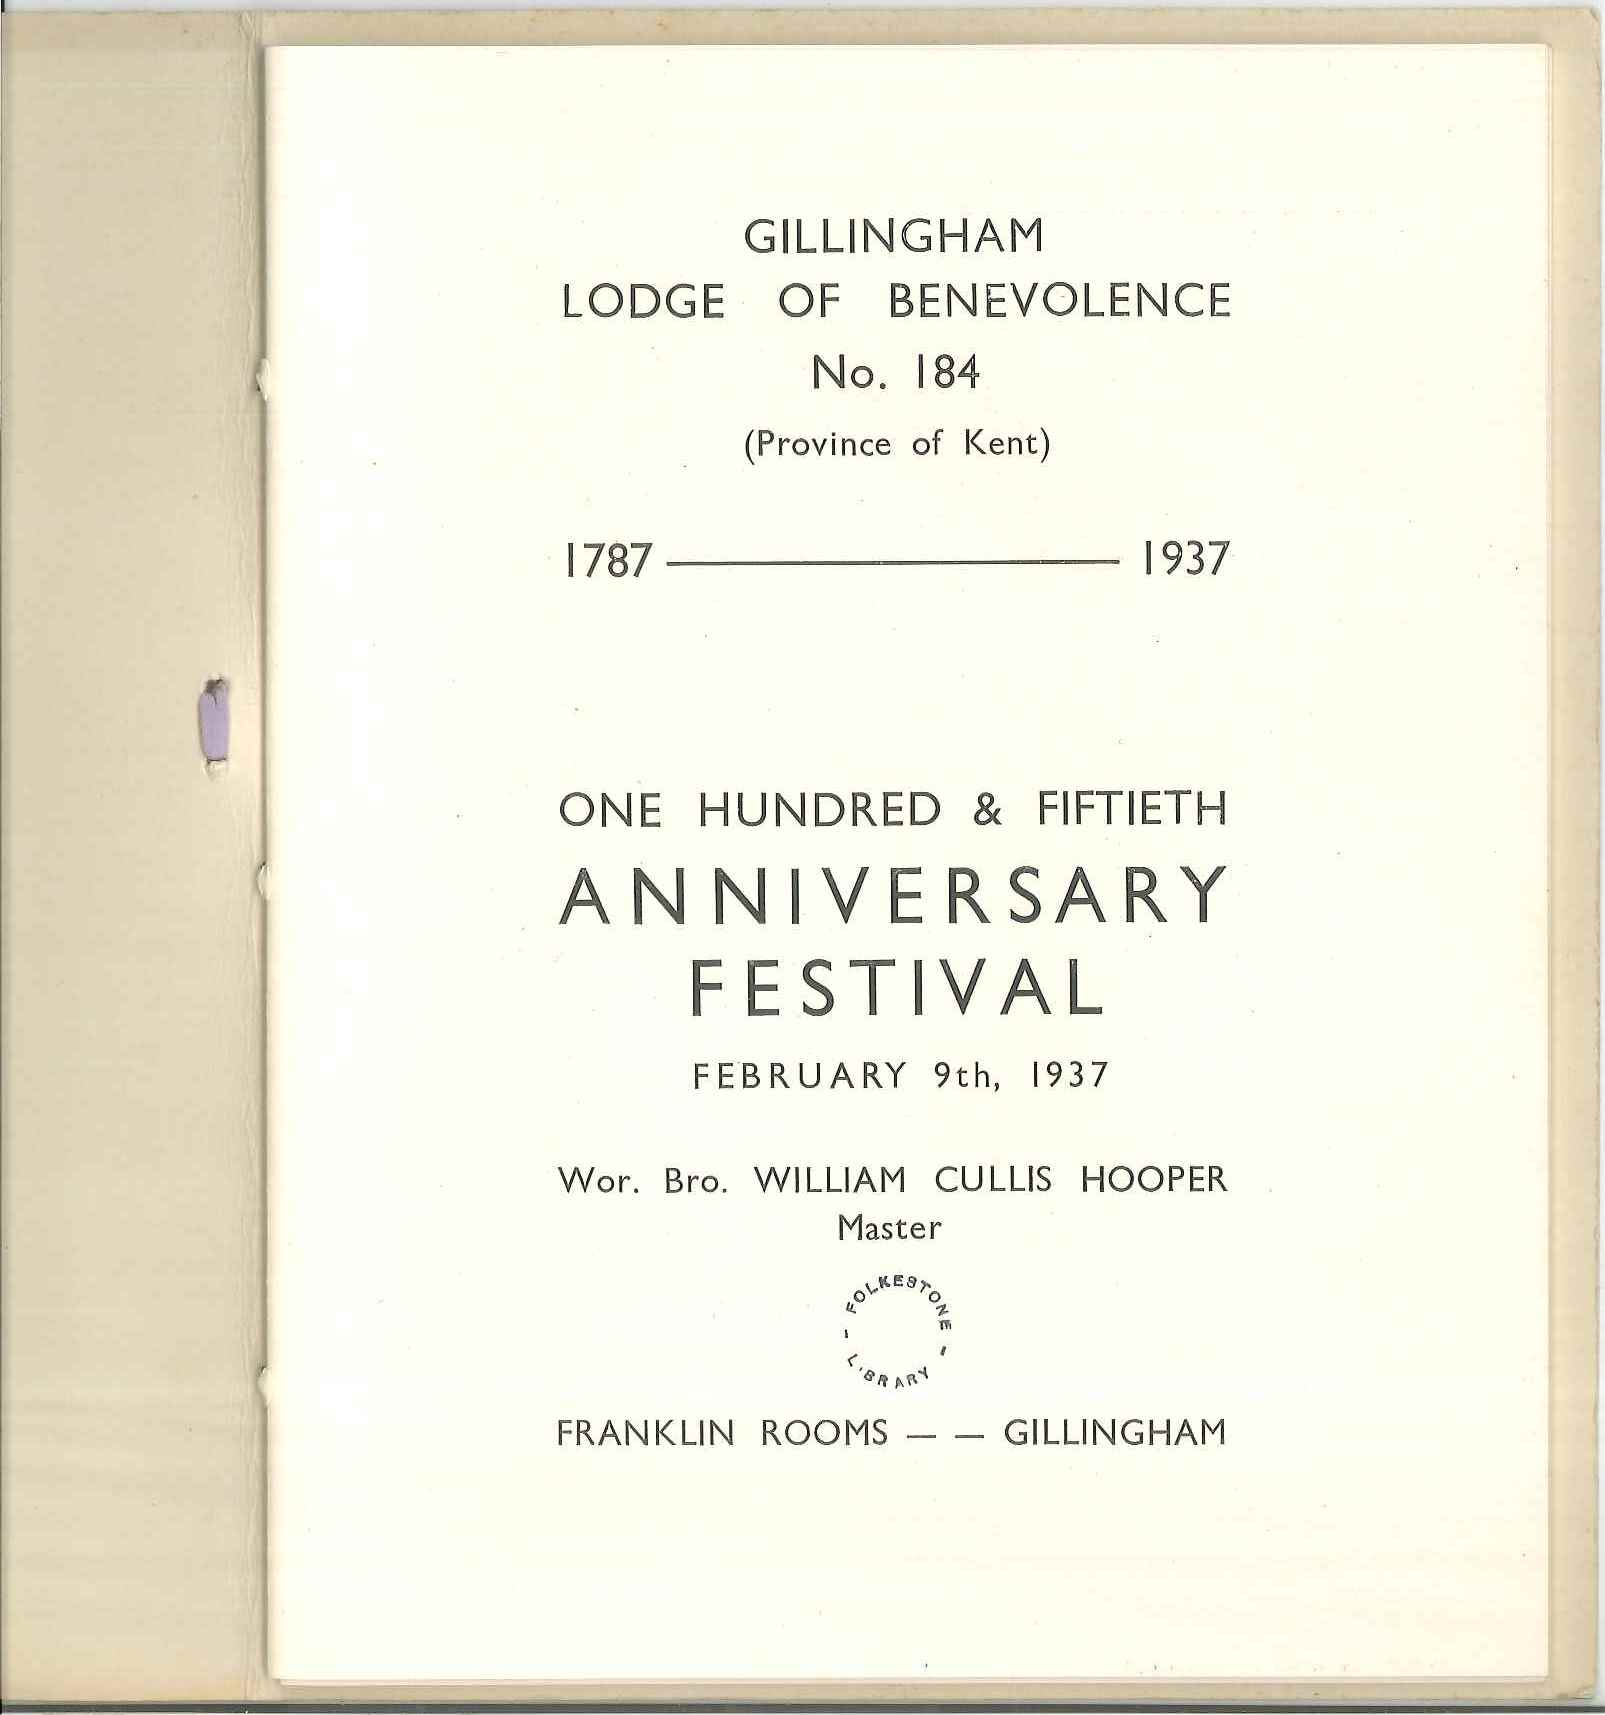 GILLINGHAM
LODGE OF BENEVOLENCE
No. 184
(Province of Kent)
1787 ———— 1937
ONE HUNDRED & FIFTIETH
ANNIVERSARY
FESTIVAL
FEBRUARY 9th, 1937
Wor. Bro. WILLIAM CULLIS HOOPER
Master
- FOLKESTONE -
LIBRARY
FRANKLIN ROOMS — — GILLINGHAM